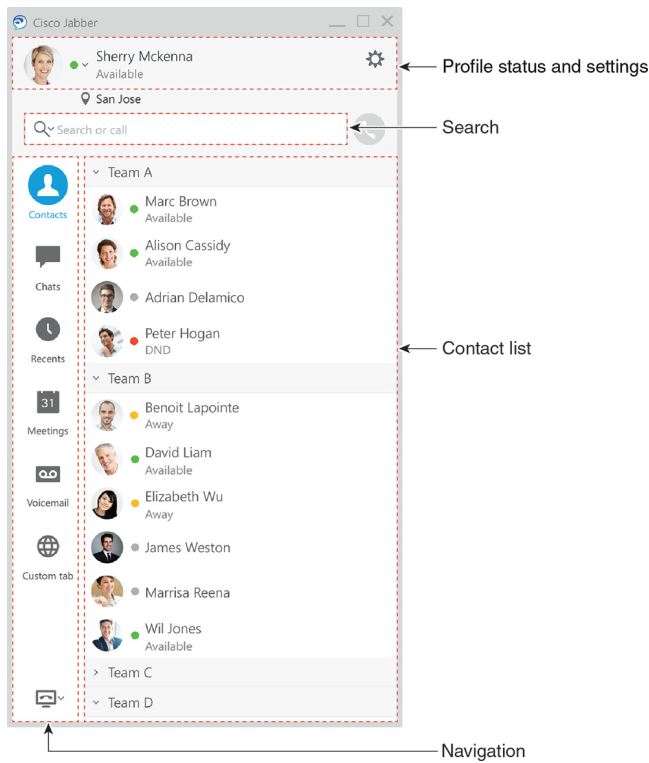 Cisco Jabber
Sherry Mckenna
Available
Profile status and settings
San Jose
Search or call
Search
Contacts
Chats
Recents
31
Meetings
Voicemail
Custom tab
Team A
Marc Brown
Available
Alison Cassidy
Available
Adrian Delamico
Peter Hogan
DND
Contact list
Team B
Benoit Lapointe
Away
David Liam
Available
Elizabeth Wu
Away
James Weston
Marrisa Reena
Wil Jones
Available
Team C
Team D
Navigation